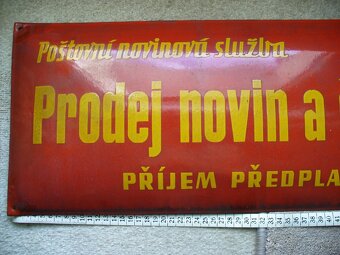 Poštovní novinová služba
Prodej novin a
PŘÍJEM PŘEDPLA